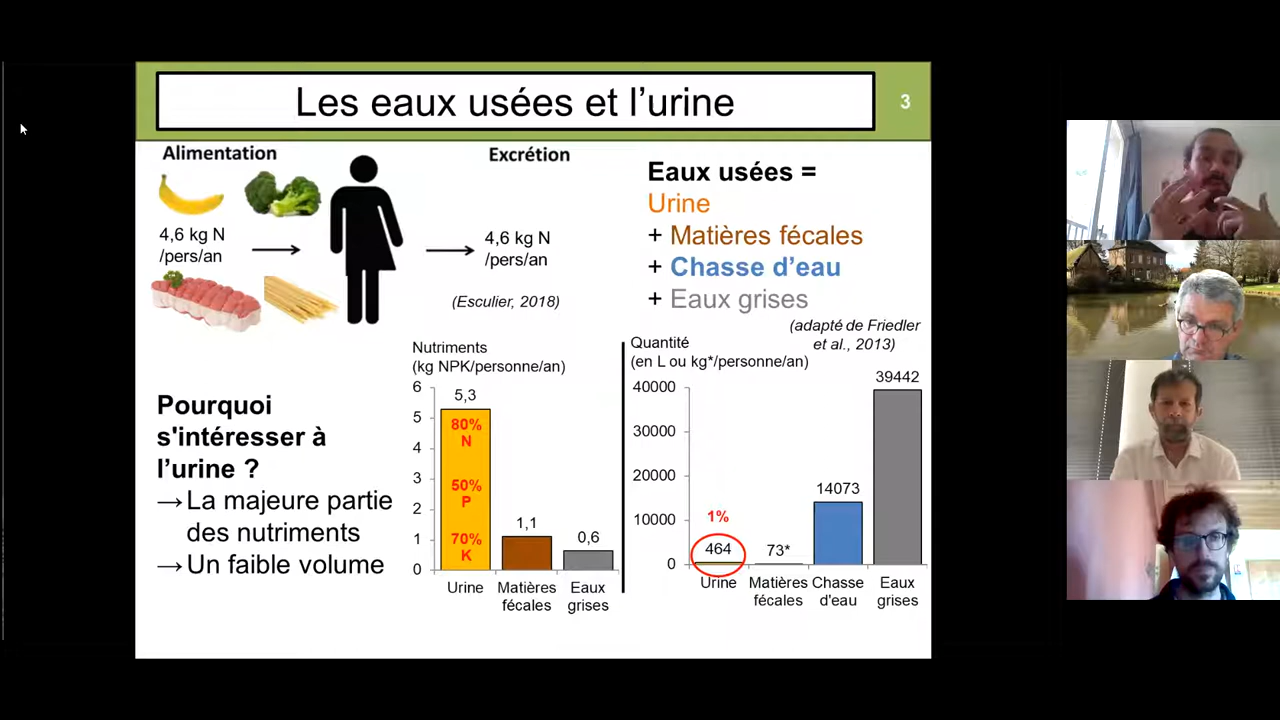 Les eaux usées et l’urine
3
Alimentation
Excrétion
4,6 kg N
/pers/an
4,6 kg N
/pers/an
(Esculier, 2018)
Eaux usées =
Urine
+ Matières fécales
+ Chasse d’eau
+ Eaux grises
(adapté de Friedler
et al., 2013)
Pourquoi
s'intéresser à
l’urine ?
→La majeure partie
des nutriments
→Un faible volume
Nutriments
(kg NPK/personne/an)
6
5
4
3
2
1
0
5,3
80%
N
50%
P
70%
K
1,1
0,6
Urine
Matières
fécales
Eaux
grises
Quantité
(en L ou kg*/personne/an)
40000
30000
20000
10000
0
1%
464
73*
14073
39442
Urine
Matières
fécales
Chasse
d'eau
Eaux
grises